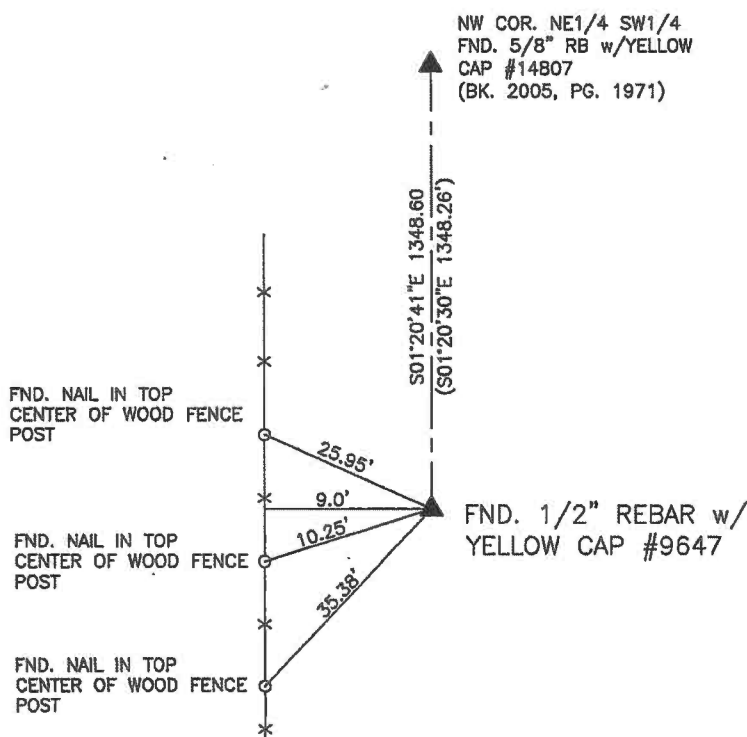 NW COR. NE1/4 SW1/4
FND. 5/8" RB w/YELLOW
CAP #14807
(BK. 2005, PG. 1971)
S01°20'41"E 1348.60
(S01°20'30"E 1348.26')
FND. NAIL IN TOP
CENTER OF WOOD FENCE
POST
25.95'
9.0'
10.25'
35.38'
FND. 1/2" REBAR w/
YELLOW CAP #9647
FND. NAIL IN TOP
CENTER OF WOOD FENCE
POST
FND. NAIL IN TOP
CENTER OF WOOD FENCE
POST